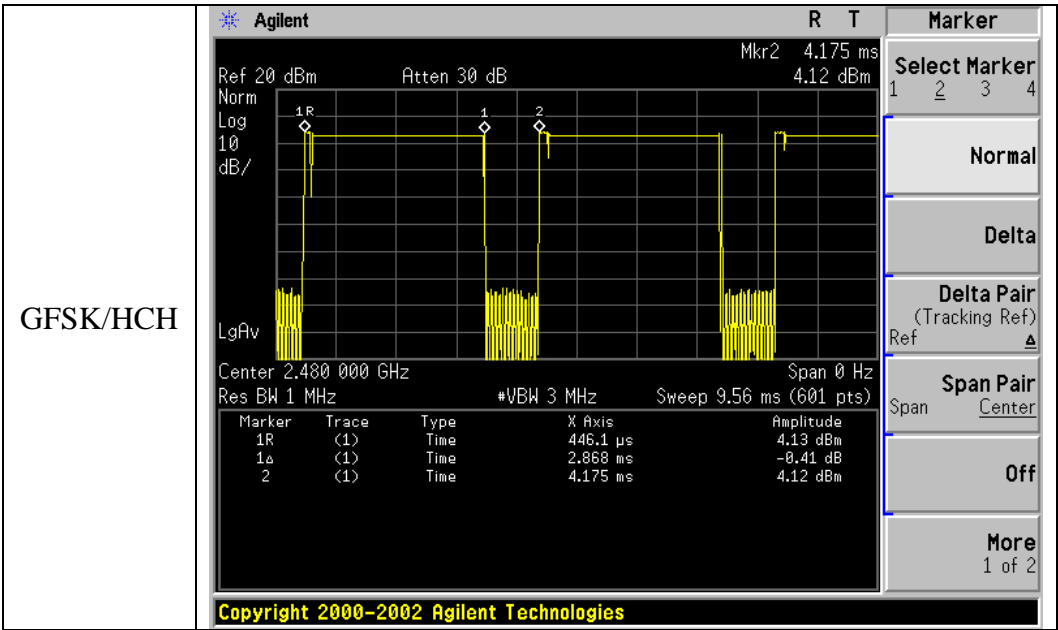 GFSK/HCH
Agilent R T
Mkr2 4.175 ms
Ref 20 dBm Atten 30 dB 4.12 dBm
Norm
Log
10
dB/
1R 1 2
LgAv
Center 2.480 000 GHz Span 0 Hz
Res BW 1 MHz #VBW 3 MHz Sweep 9.56 ms (601 pts)
Marker Trace Type X Axis Amplitude
1R (1) Time 446.1 µs 4.13 dBm
1Δ (1) Time 2.868 ms -0.41 dB
2 (1) Time 4.175 ms 4.12 dBm
Copyright 2000-2002 Agilent Technologies
Marker
Select Marker
1 2 3 4
Normal
Delta
Delta Pair
(Tracking Ref)
Ref Δ
Span Pair
Span Center
Off
More
1 of 2